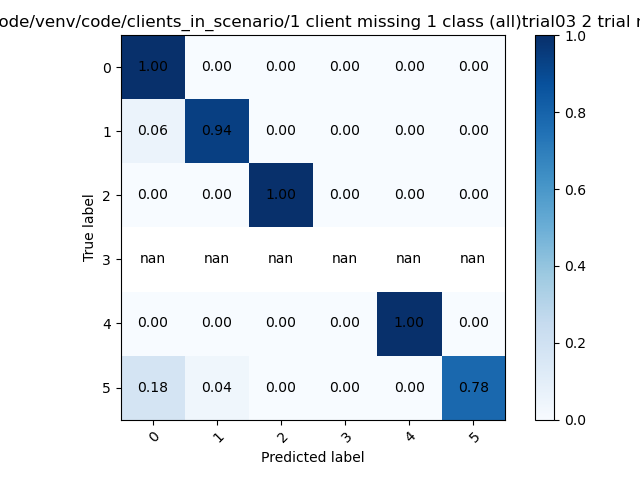 ode/venv/code/clients_in_scenario/1 client missing 1 class (all)trial03 2 trial
1.0
0 1.00 0.00 0.00 0.00 0.00 0.00
0.8
1 0.06 0.94 0.00 0.00 0.00 0.00
2 0.00 0.00 1.00 0.00 0.00 0.00
0.6
True label
3 nan nan nan nan nan nan
0.4
4 0.00 0.00 0.00 0.00 1.00 0.00
0.2
5 0.18 0.04 0.00 0.00 0.00 0.78
0.0
0 1 2 3 4 5
Predicted label